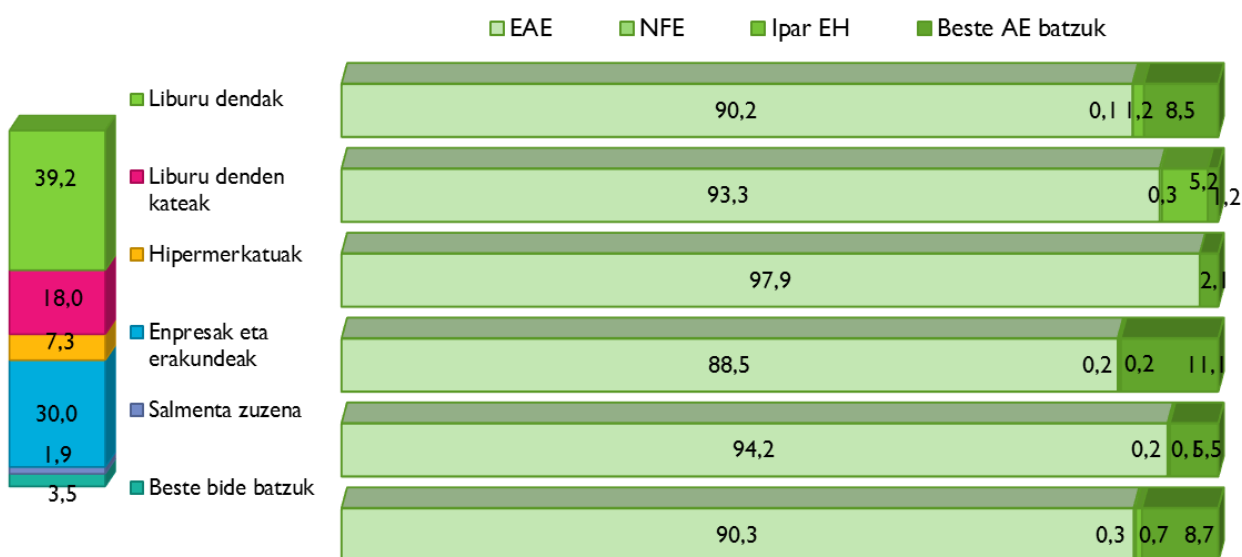 EAE NFE Ipar EH Beste AE batzuk
Liburu dendak
39,2
90,2 0,1 1,2 8,5
Liburu denden
kateak
18,0
93,3 0,3 5,2 1,2
Hipermerkatuak
7,3
97,9 2,1
Enpresak eta
erakundeak
30,0
88,5 0,2 0,2 11,1
Salmenta zuzena
1,9
94,2 0,2 5,5
Beste bide batzuk
3,5
90,3 0,3 0,7 8,7